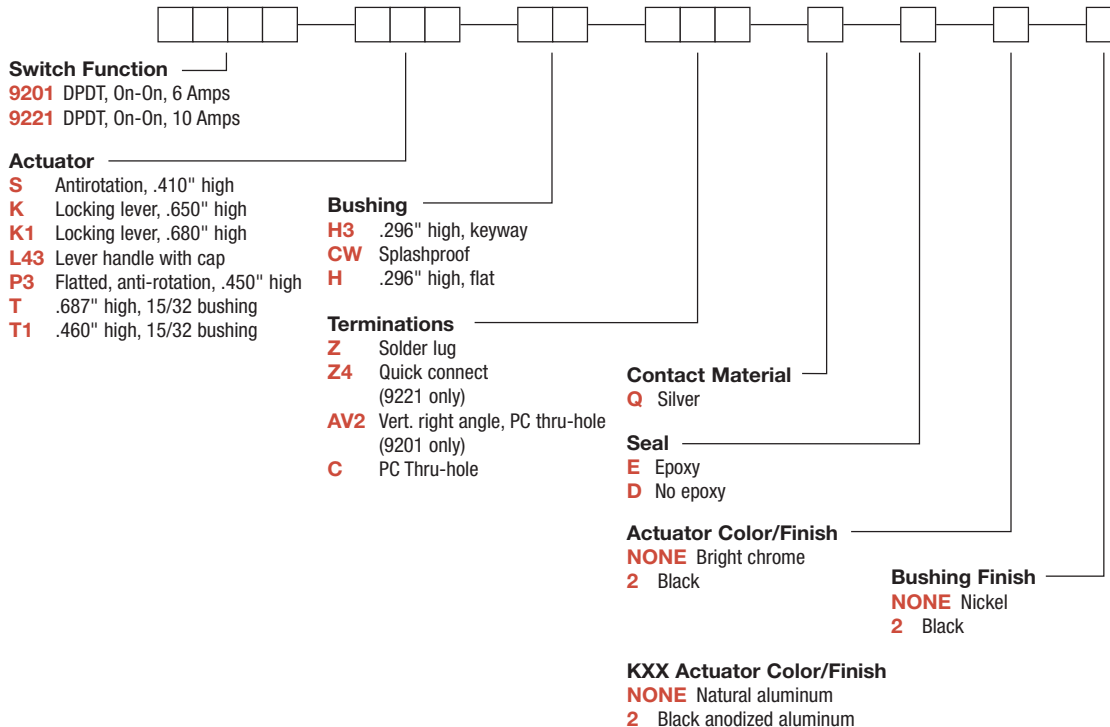 Switch Function
9201 DPDT, On-On, 6 Amps
9221 DPDT, On-On, 10 Amps
Actuator
S Antirotation, .410" high
K Locking lever, .650" high
K1 Locking lever, .680" high
L43 Lever handle with cap
P3 Flatted, anti-rotation, .450" high
T .687" high, 15/32 bushing
T1 .460" high, 15/32 bushing
Bushing
H3 .296" high, keyway
CW Splashproof
H .296" high, flat
Terminations
Z Solder lug
Z4 Quick connect
(9221 only)
AV2 Vert. right angle, PC thru-hole
(9201 only)
C PC Thru-hole
Contact Material
Q Silver
Seal
E Epoxy
D No epoxy
Actuator Color/Finish
NONE Bright chrome
2 Black
Bushing Finish
NONE Nickel
2 Black
KXX Actuator Color/Finish
NONE Natural aluminum
2 Black anodized aluminum